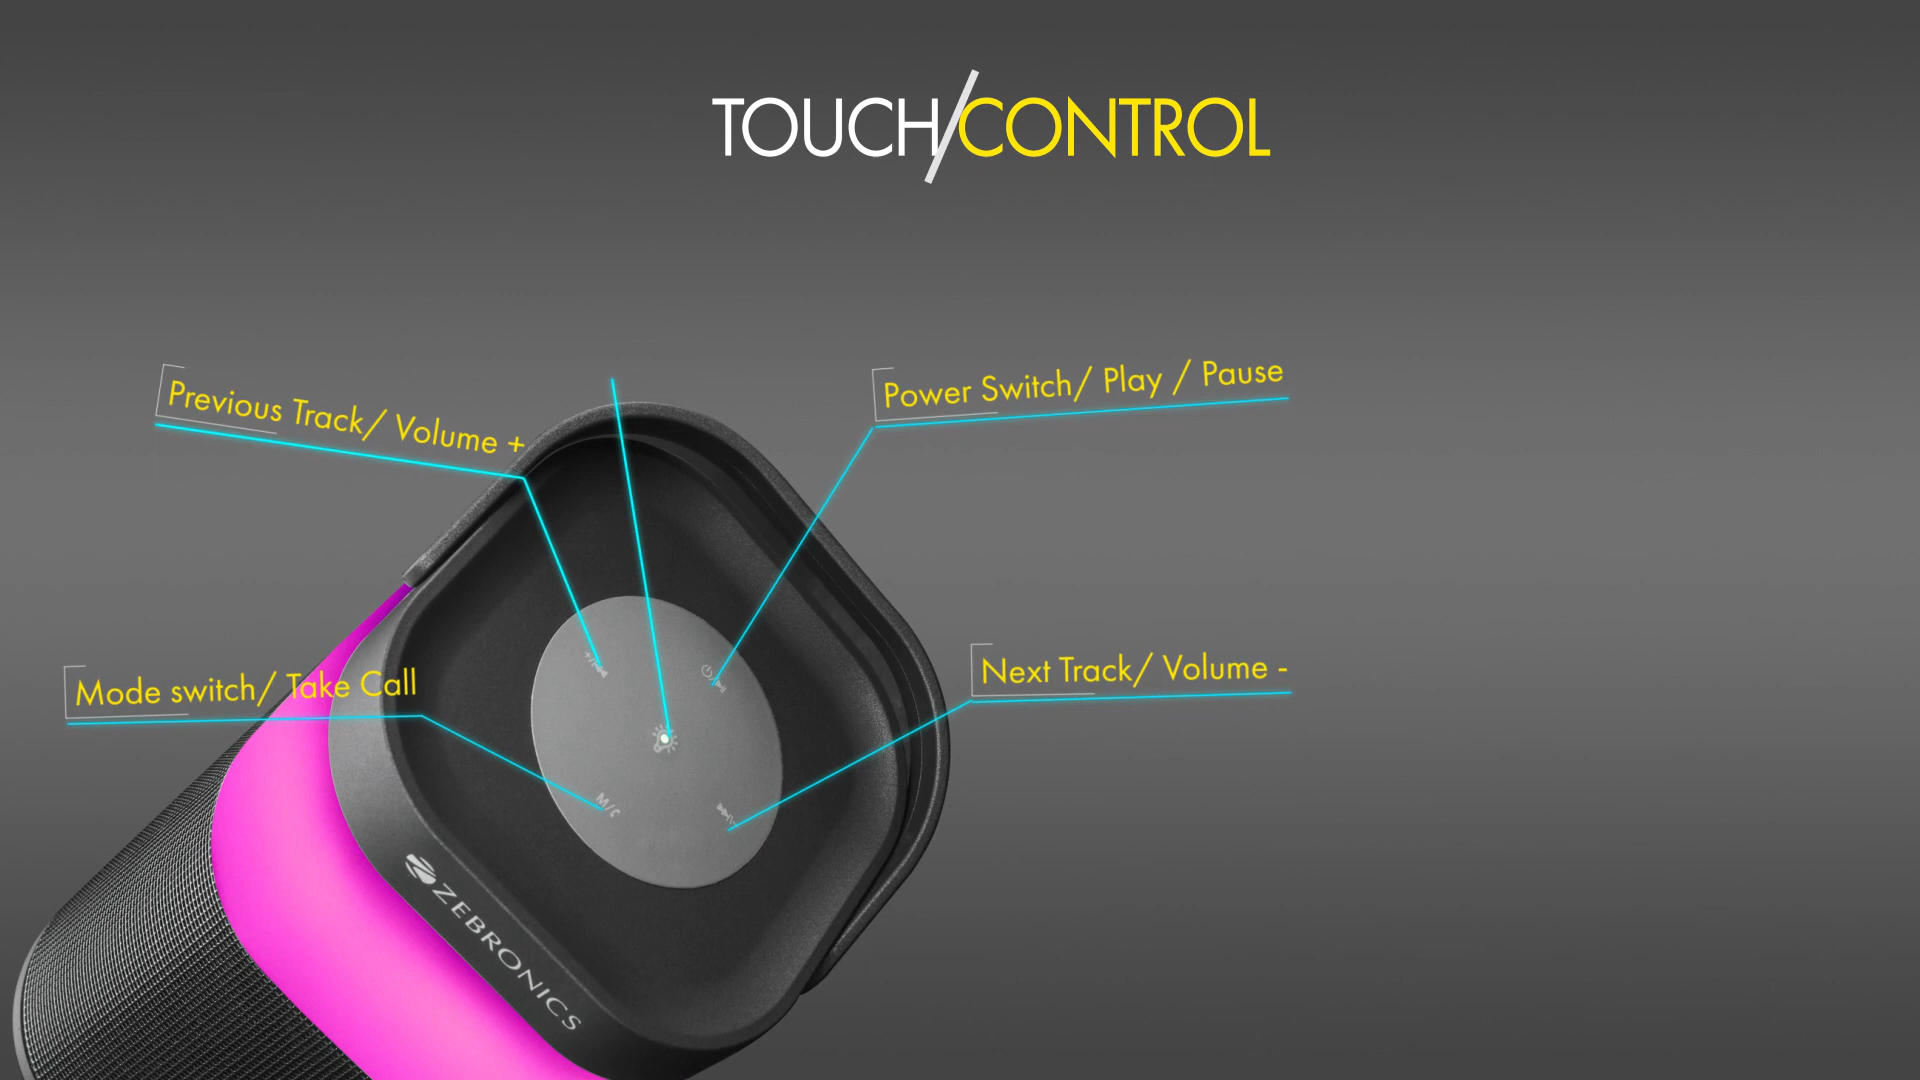 TOUCH/CONTROL
Previous Track/ Volume +
Power Switch/ Play / Pause
Mode switch/ Take Call
Next Track/ Volume -
M/
ZEBRONICS